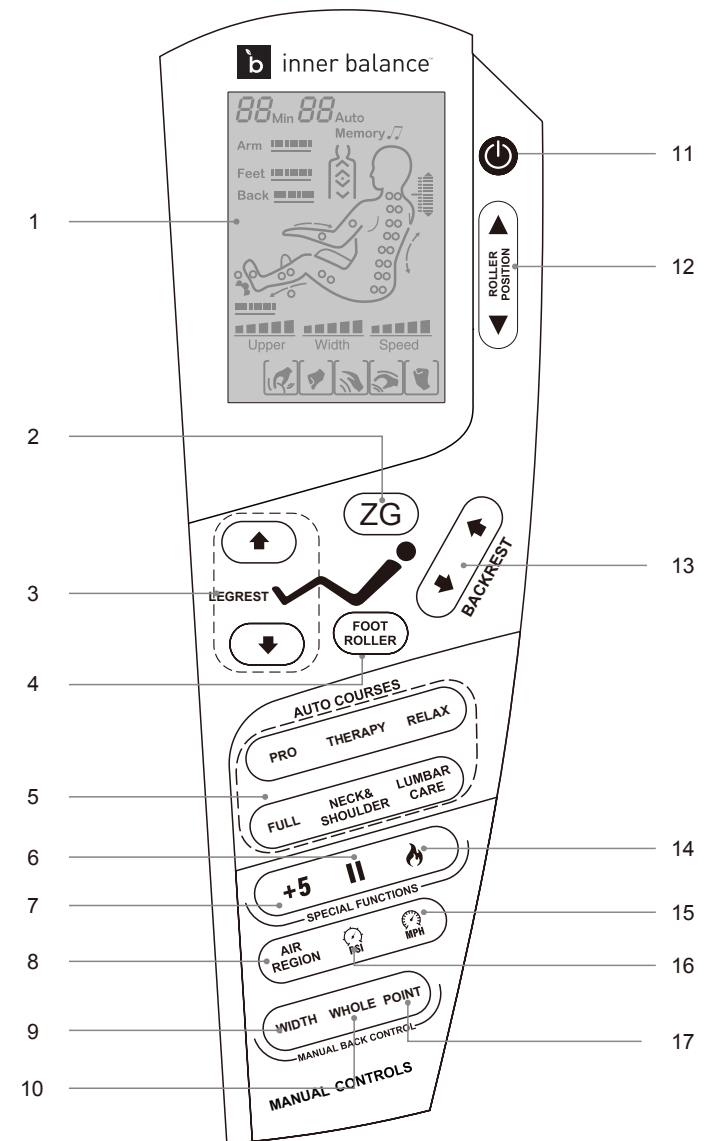 b inner balance
88 Min 88 Auto
Memory
Arm
Feet
Back
Upper Width Speed
1
11
ROLLER
POSITION
12
2
ZG
3
LEGREST
BACKREST
13
FOOT
ROLLER
4
AUTO COURSES
PRO THERAPY RELAX
5
FULL
NECK&
SHOULDER
LUMBAR
CARE
6
14
+5
7
SPECIAL FUNCTIONS
15
8
AIR
REGION
PSI
MPH
16
9
WIDTH WHOLE POINT
17
MANUAL BACK CONTROL
10
MANUAL CONTROLS